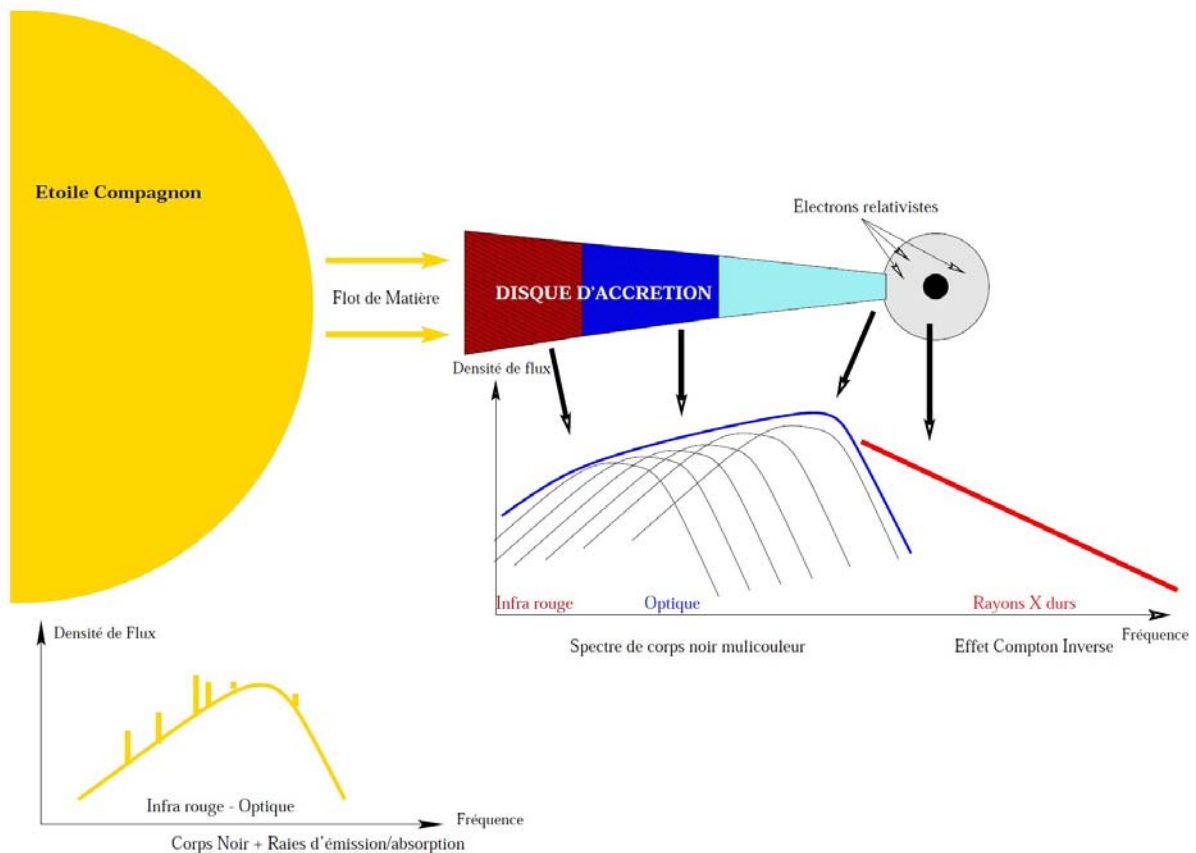 Etoile Compagnon
Électrons relativistes
Flot de Matière
DISQUE D'ACCRETION
Densité de flux
Infra rouge
Optique
Rayons X durs
Fréquence
Spectre de corps noir mulicouleur
Effet Compton Inverse
Densité de Flux
Infra rouge - Optique
Fréquence
Corps Noir + Raies d'émission/absorption